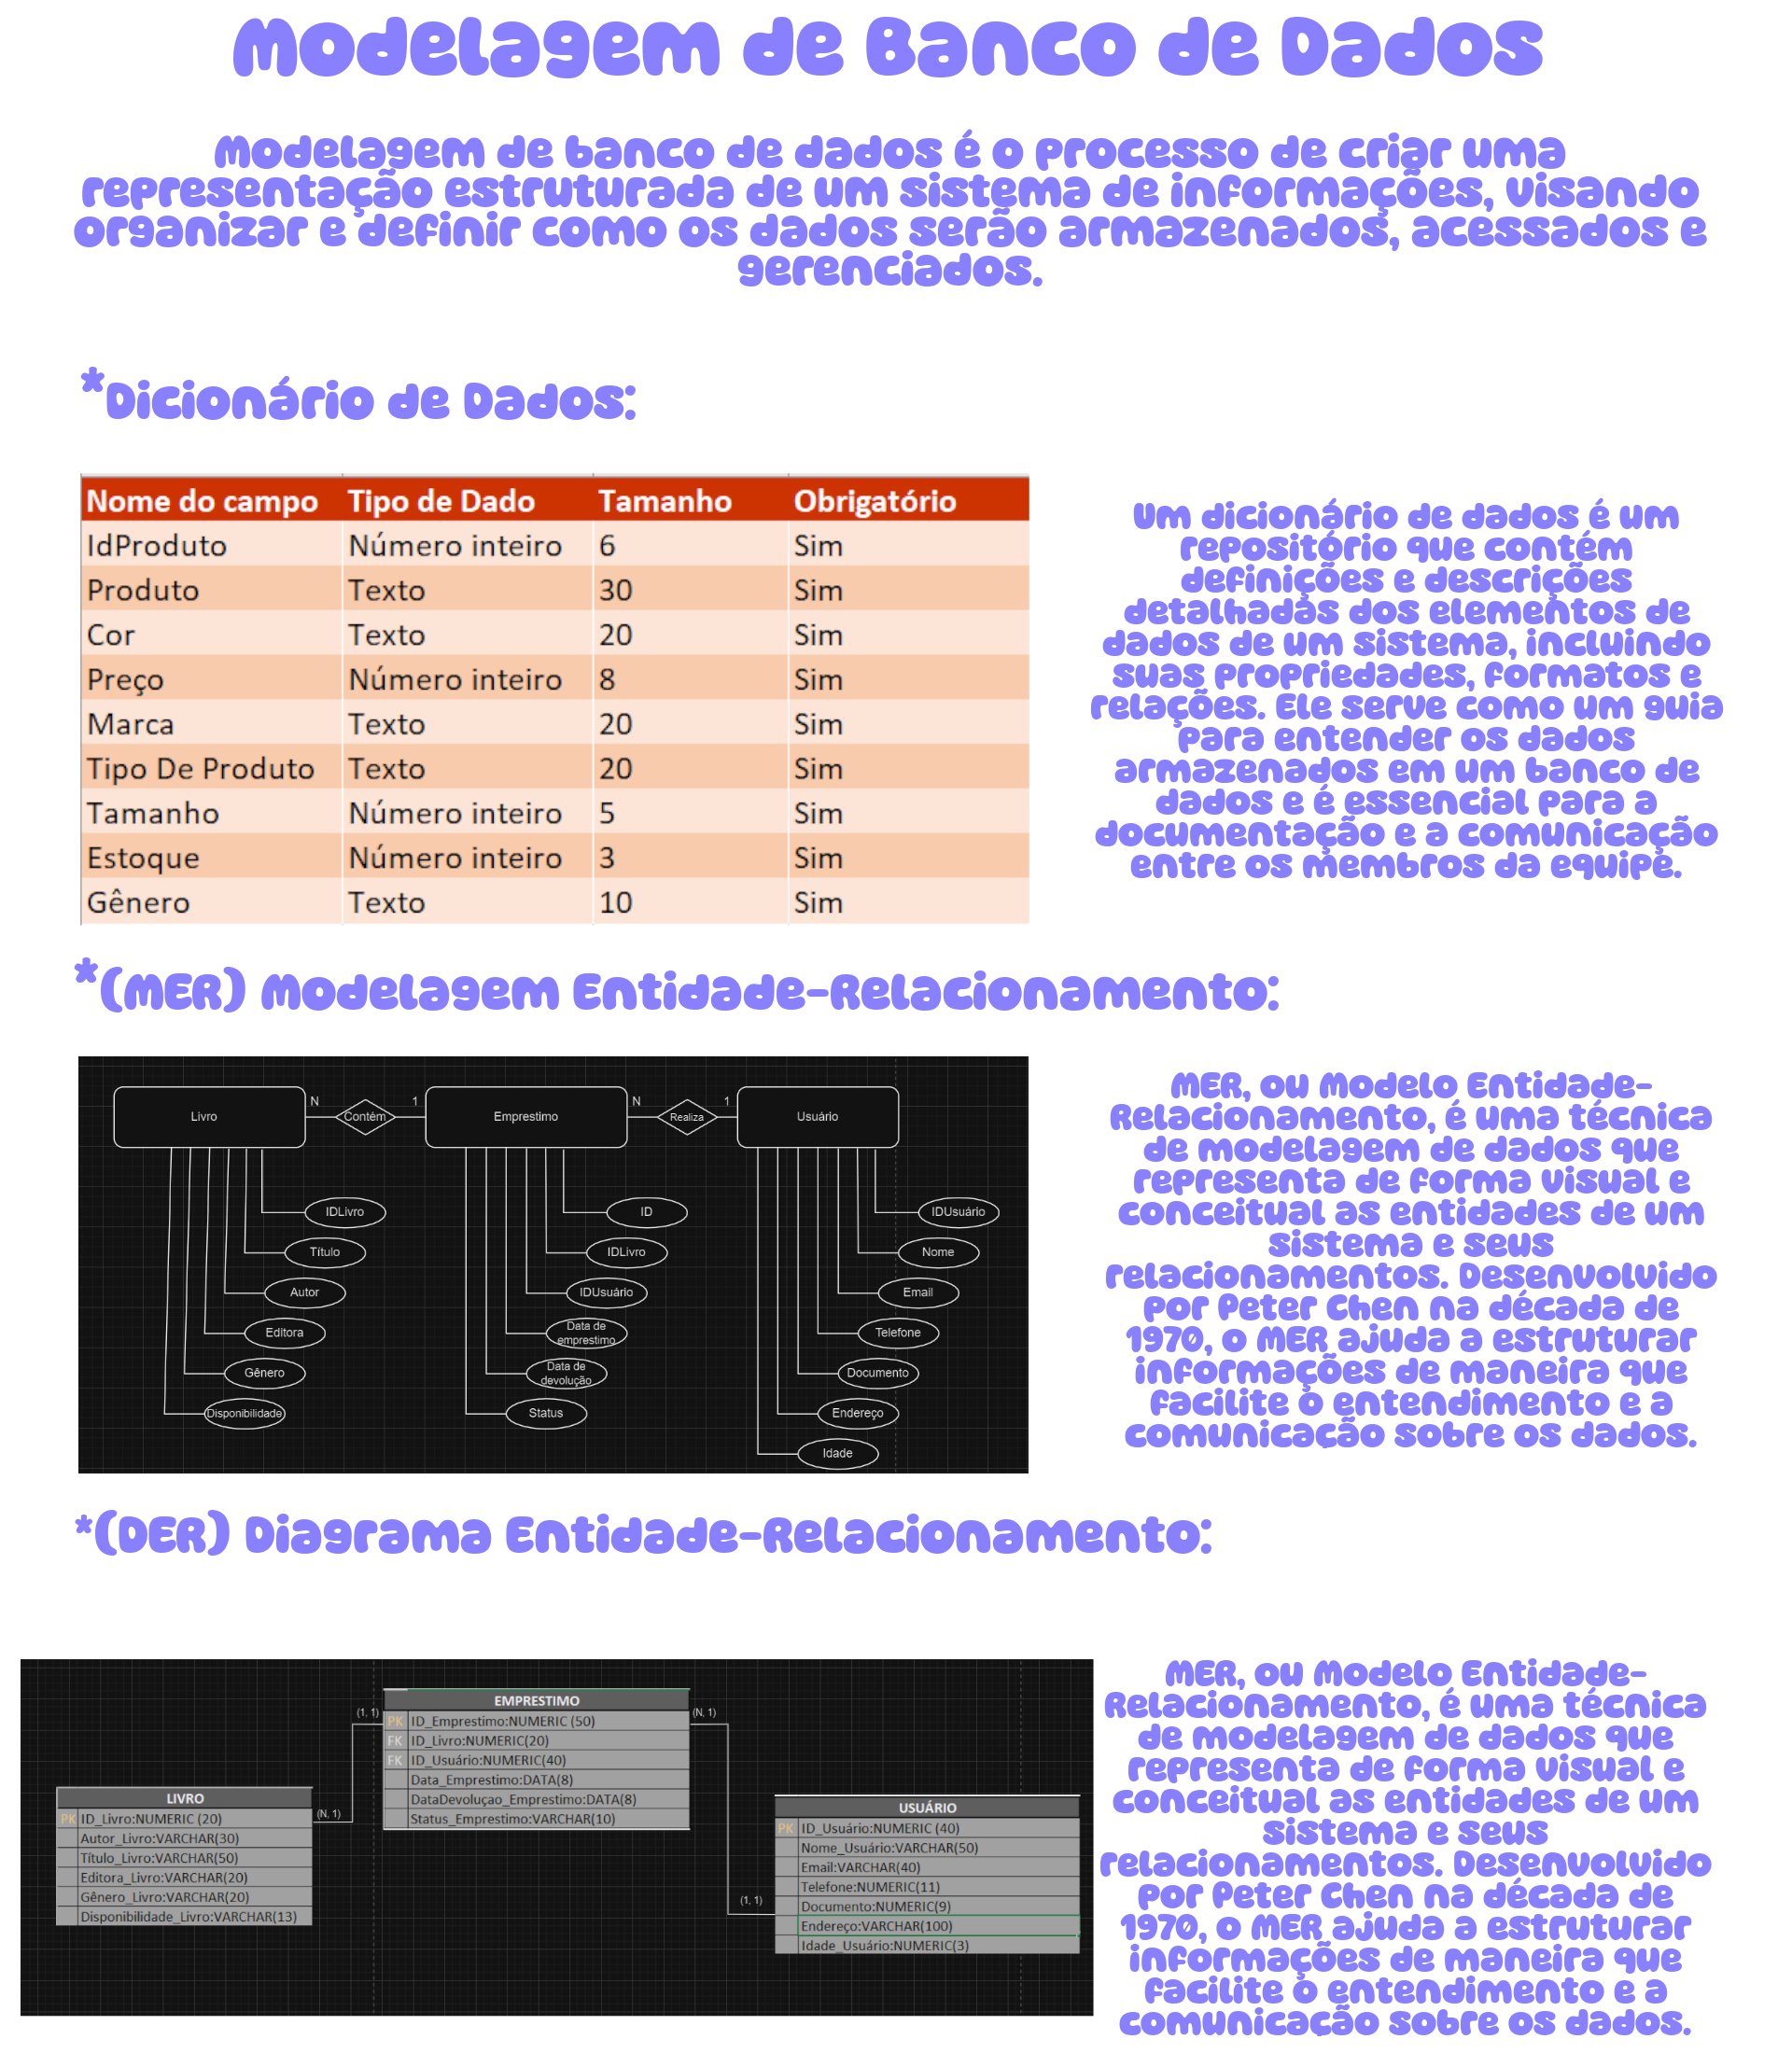 Modelagem de Banco de Dados
Modelagem de banco de dados é o processo de criar uma
representação estruturada de um sistema de informações, visando
organizar e definir como os dados serão armazenados, acessados e
gerenciados.
*Dicionário de Dados:
Nome do campo Tipo de Dado Tamanho Obrigatório
IdProduto Número inteiro 6 Sim
Produto Texto 30 Sim
Cor Texto 20 Sim
Preço Número inteiro 8 Sim
Marca Texto 20 Sim
Tipo De Produto Texto 20 Sim
Tamanho Número inteiro 5 Sim
Estoque Número inteiro 3 Sim
Gênero Texto 10 Sim
Um dicionário de dados é um
repositório que contém
definições e descrições
detalhadas dos elementos de
dados de um sistema, incluindo
suas propriedades, formatos e
relações. Ele serve como um guia
para entender os dados
armazenados em um banco de
dados e é essencial para a
documentação e a comunicação
entre os membros da equipe.
*(MER) Modelagem Entidade-Relacionamento:
Livro N Contém 1 Emprestimo N Realiza 1 Usuário
IDLivro
Título
Autor
Editora
Gênero
Disponibilidade
ID
IDLivro
IDUsuário
Data de
emprestimo
Data de
devolução
Status
IDUsuário
Nome
Email
Telefone
Documento
Endereço
Idade
MER, ou Modelo Entidade-
Relacionamento, é uma técnica
de modelagem de dados que
representa de forma visual e
conceitual as entidades de um
sistema e seus
relacionamentos. Desenvolvido
por Peter Chen na década de
1970, o MER ajuda a estruturar
informações de maneira que
facilite o entendimento e a
comunicação sobre os dados.
*(DER) Diagrama Entidade-Relacionamento:
LIVRO
PK ID_Livro:NUMERIC (20)
Autor_Livro:VARCHAR(30)
Título_Livro:VARCHAR(50)
Editora_Livro:VARCHAR(20)
Gênero_Livro:VARCHAR(20)
Disponibilidade_Livro:VARCHAR(13)
(N, 1)
(1, 1)
EMPRESTIMO
PK ID_Emprestimo:NUMERIC (50)
FK ID_Livro:NUMERIC(20)
FK ID_Usuário:NUMERIC(40)
Data_Emprestimo:DATA(8)
DataDevoluçao_Emprestimo:DATA(8)
Status_Emprestimo:VARCHAR(10)
(N, 1)
(1, 1)
USUÁRIO
PK ID_Usuário:NUMERIC (40)
Nome_Usuário:VARCHAR(50)
Email:VARCHAR(40)
Telefone:NUMERIC(11)
Documento:NUMERIC(9)
Endereço:VARCHAR(100)
Idade_Usuário:NUMERIC(3)
MER, ou Modelo Entidade-
Relacionamento, é uma técnica
de modelagem de dados que
representa de forma visual e
conceitual as entidades de um
sistema e seus
relacionamentos. Desenvolvido
por Peter Chen na década de
1970, o MER ajuda a estruturar
informações de maneira que
facilite o entendimento e a
comunicação sobre os dados.